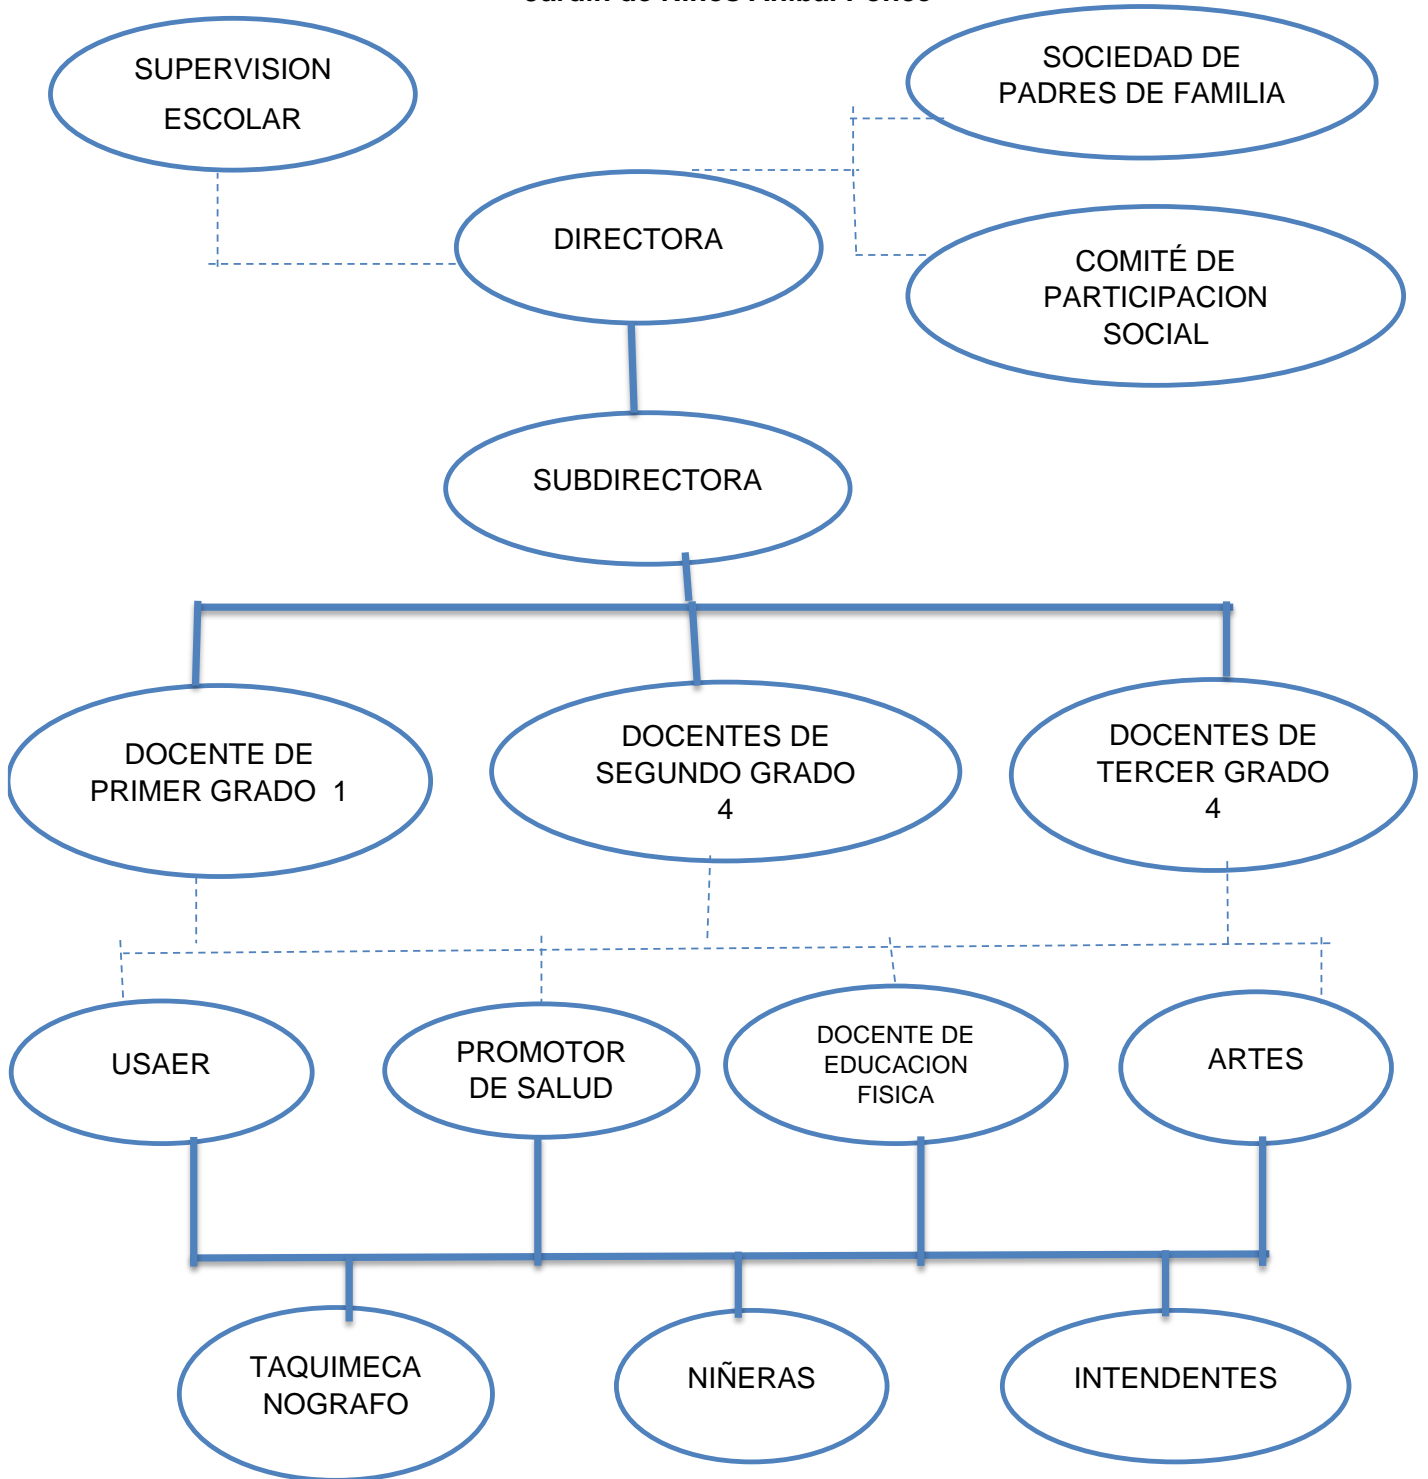 SUPERVISION
ESCOLAR
SOCIEDAD DE
PADRES DE FAMILIA
DIRECTORA
COMITÉ DE
PARTICIPACION
SOCIAL
SUBDIRECTORA
DOCENTE DE
PRIMER GRADO 1
DOCENTES DE
SEGUNDO GRADO
4
DOCENTES DE
TERCER GRADO
4
USAER
PROMOTOR
DE SALUD
DOCENTE DE
EDUCACION
FISICA
ARTES
TAQUIMECA
NOGRAFO
NIÑERAS
INTENDENTES